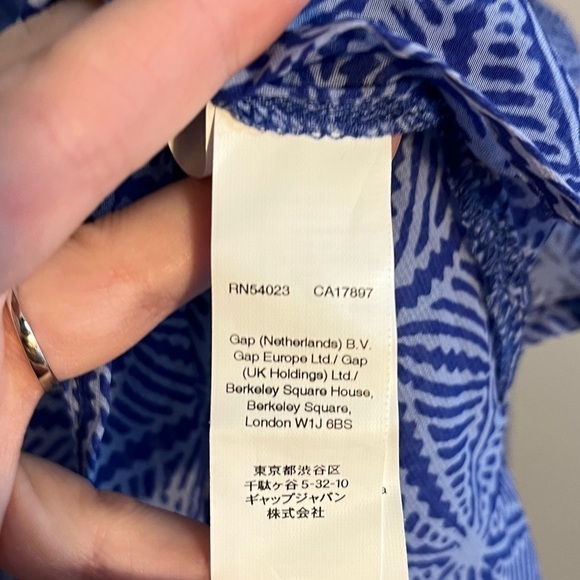 RN54023 CA17897
Gap (Netherlands) B.V.
Gap Europe Ltd./ Gap
(UK Holdings) Ltd./
Berkeley Square House,
Berkeley Square,
London W1J 6BS
東京都渋谷区
千駄ケ谷 5-32-10
ギャップジャパン
株式会社
a